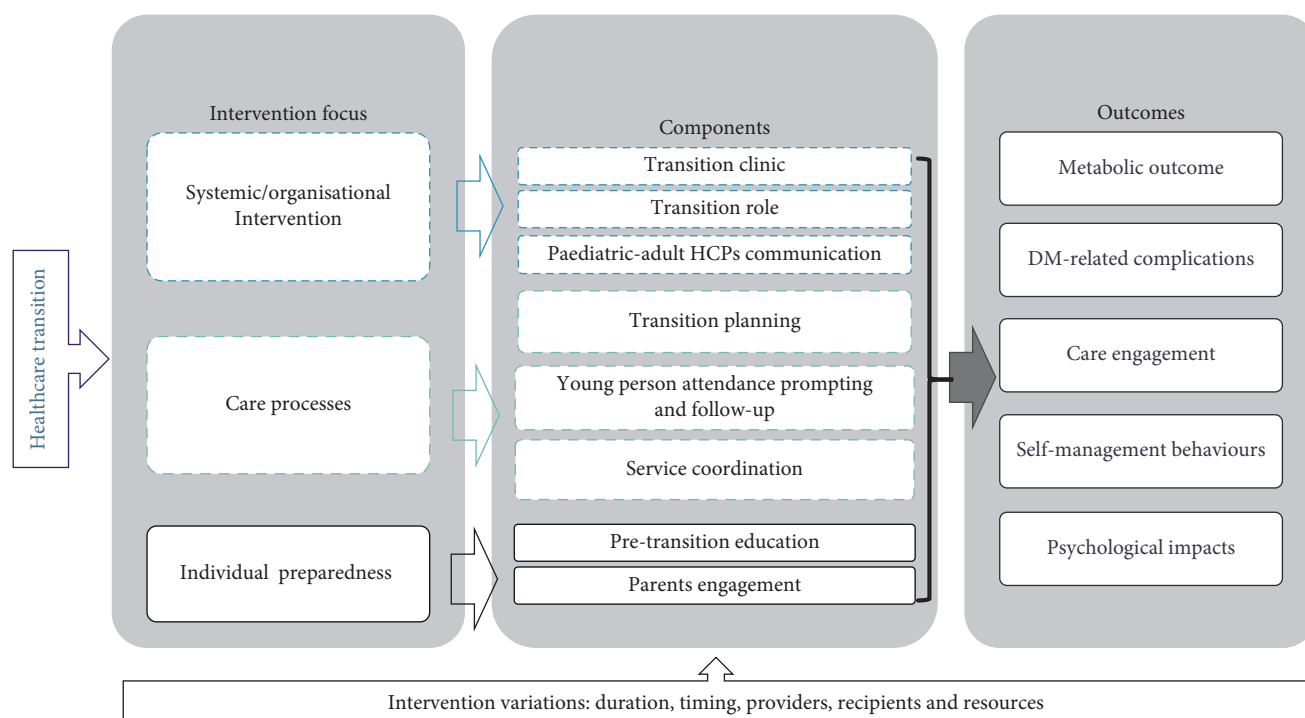 Healthcare transition
Intervention focus
Systemic/organisational
Intervention
Care processes
Individual preparedness
Components
Transition clinic
Transition role
Paediatric-adult HCPs communication
Transition planning
Young person attendance prompting
and follow-up
Service coordination
Pre-transition education
Parents engagement
Outcomes
Metabolic outcome
DM-related complications
Care engagement
Self-management behaviours
Psychological impacts
Intervention variations: duration, timing, providers, recipients and resources